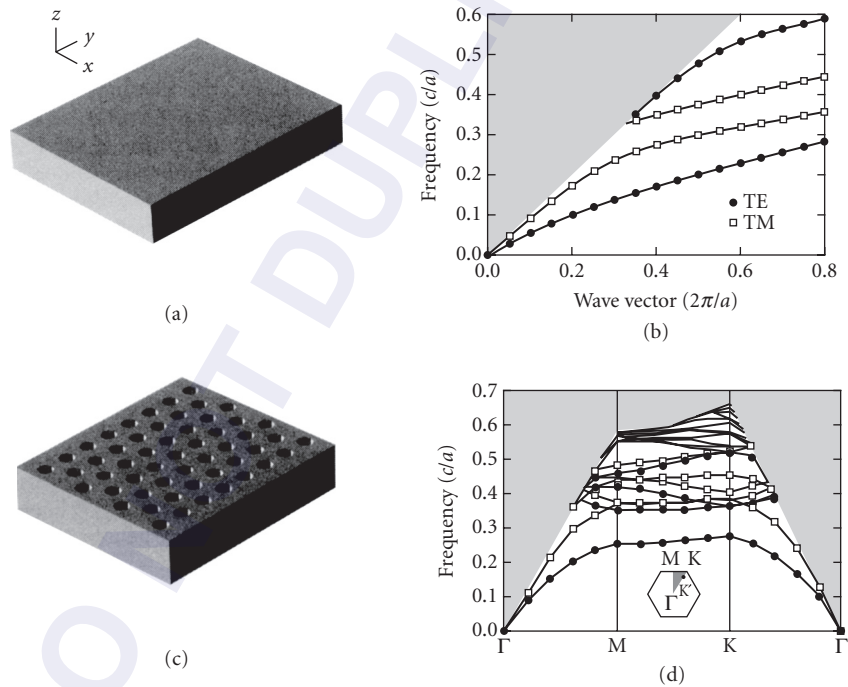 z
y
x
(a)
Frequency (c/a)
0.6
0.5
0.4
0.3
0.2
0.1
0.0
TE
TM
0.0 0.2 0.4 0.6 0.8
Wave vector (2π/a)
(b)
(c)
Frequency (c/a)
0.7
0.6
0.5
0.4
0.3
0.2
0.1
0.0
M K
Γ K′
Γ M K Γ
(d)
O NOT DUPLI